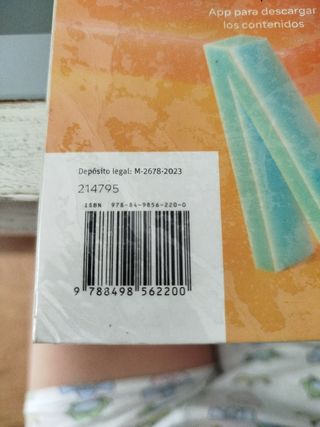 App para descargar
los contenidos
Depósito legal: M-2678-2023
214795
ISBN 978-84-9856-220-0
9 788498 562200